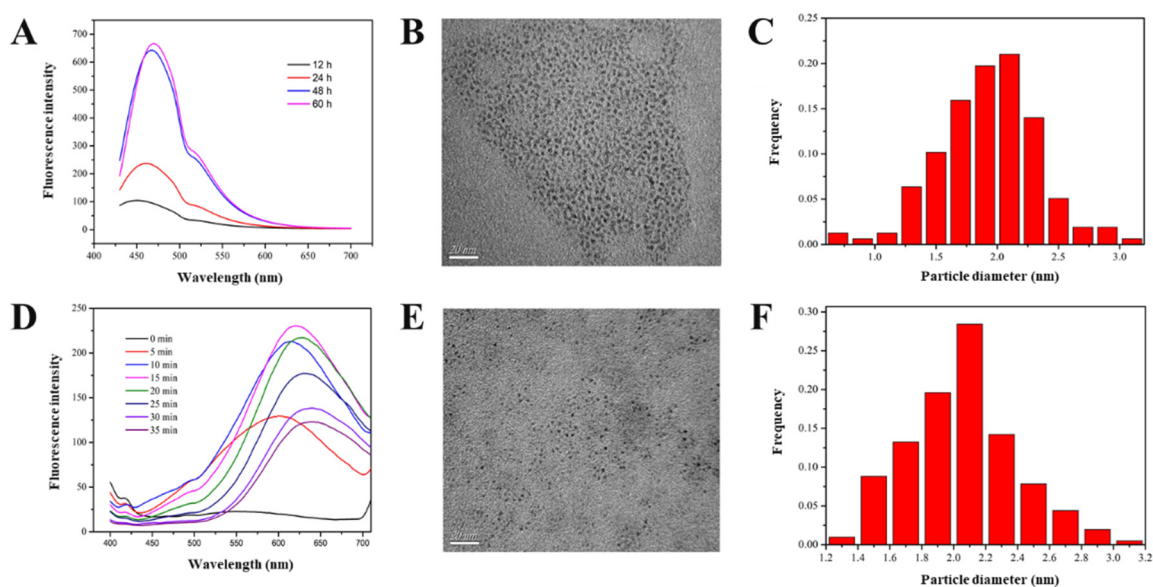 A
700
600
500
400
300
200
100
0
Fluorescence intensity
12 h
24 h
48 h
60 h
400 450 500 550 600 650 700
Wavelength (nm)
B
20 nm
C
0.25
0.20
0.15
0.10
0.05
0.00
Frequency
1.0 1.5 2.0 2.5 3.0
Particle diameter (nm)
D
250
200
150
100
50
0
Fluorescence intensity
0 min
5 min
10 min
15 min
20 min
25 min
30 min
35 min
400 450 500 550 600 650 700
Wavelength (nm)
E
20 nm
F
0.30
0.25
0.20
0.15
0.10
0.05
0.00
Frequency
1.2 1.4 1.6 1.8 2.0 2.2 2.4 2.6 2.8 3.0 3.2
Particle diameter (nm)